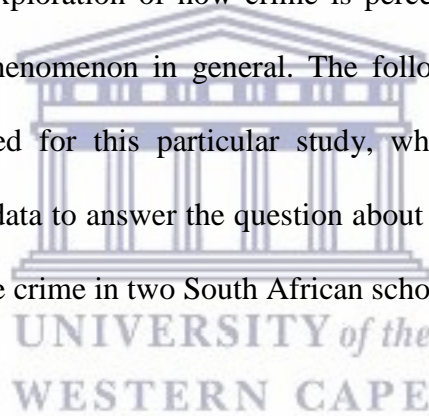 xploration of how crime is perce
henomenon in general. The follo
ed for this particular study, wh
data to answer the question about
e crime in two South African scho
UNIVERSITY of the
WESTERN CAPE